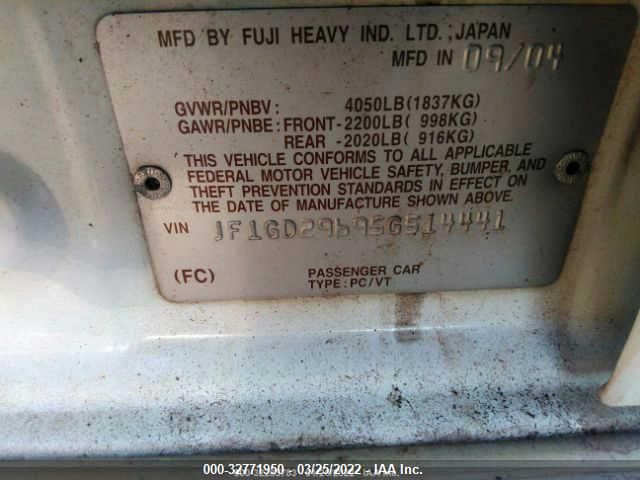 MFD BY FUJI HEAVY IND. LTD.,JAPAN
MFD IN 09/04
GVWR/PNBV: 4050LB(1837KG)
GAWR/PNBE: FRONT-2200LB( 998KG)
REAR -2020LB( 916KG)
THIS VEHICLE CONFORMS TO ALL APPLICABLE
FEDERAL MOTOR VEHICLE SAFETY, BUMPER, AND
THEFT PREVENTION STANDARDS IN EFFECT ON
THE DATE OF MANUFACTURE SHOWN ABOVE.
VIN JF1GD29695G514441
(FC) PASSENGER CAR
TYPE: PC/VT
000-32771950 - 03/25/2022 - IAA Inc.